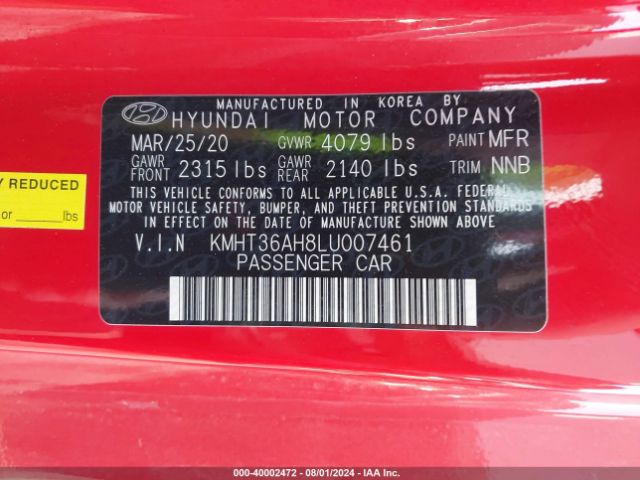 MANUFACTURED IN KOREA BY
HYUNDAI MOTOR COMPANY
MAR/25/20 GVWR 4079 lbs PAINT MFR
GAWR FRONT 2315 lbs GAWR REAR 2140 lbs TRIM NNB
THIS VEHICLE CONFORMS TO ALL APPLICABLE U.S.A. FEDERAL
MOTOR VEHICLE SAFETY, BUMPER, AND THEFT PREVENTION STANDARDS
IN EFFECT ON THE DATE OF MANUFACTURE SHOWN ABOVE
V.I.N KMHT36AH8LU007461
PASSENGER CAR
REDUCED
or ______lbs
000-40002472 - 08/01/2024 - IAAI.COM